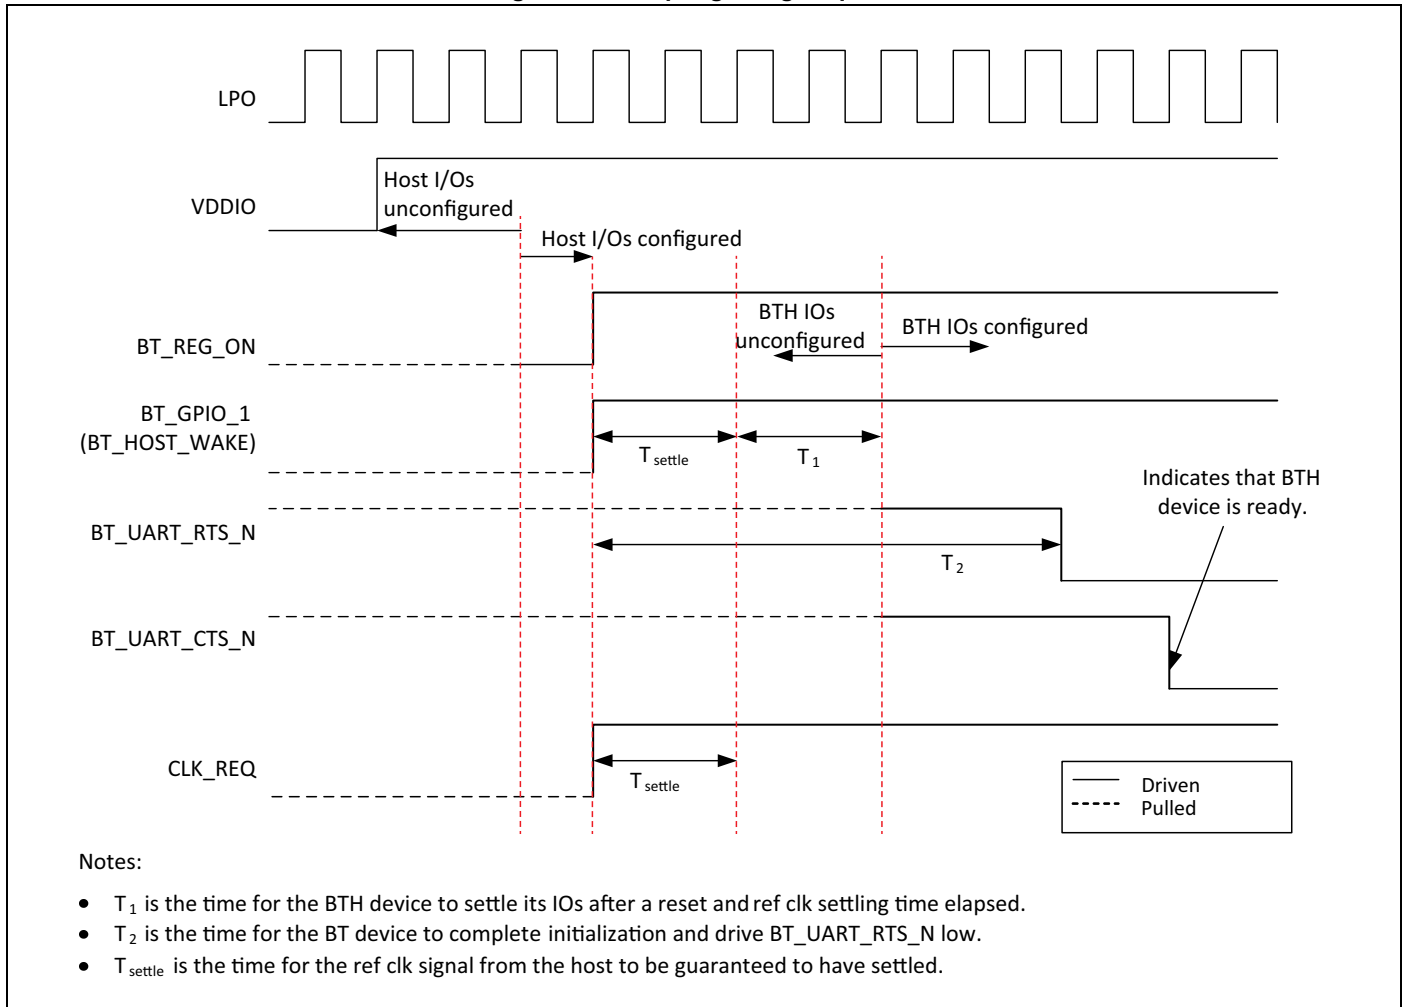 LPO
VDDIO
Host I/Os
unconfigured
Host I/Os configured
BT_REG_ON
BTH IOs
unconfigured
BTH IOs configured
BT_GPIO_1
(BT_HOST_WAKE)
T settle
T 1
BT_UART_RTS_N
T 2
Indicates that BTH
device is ready.
BT_UART_CTS_N
CLK_REQ
T settle
Driven
Pulled
Notes:
• T 1 is the time for the BTH device to settle its IOs after a reset and ref clk settling time elapsed.
• T 2 is the time for the BT device to complete initialization and drive BT_UART_RTS_N low.
• T settle is the time for the ref clk signal from the host to be guaranteed to have settled.